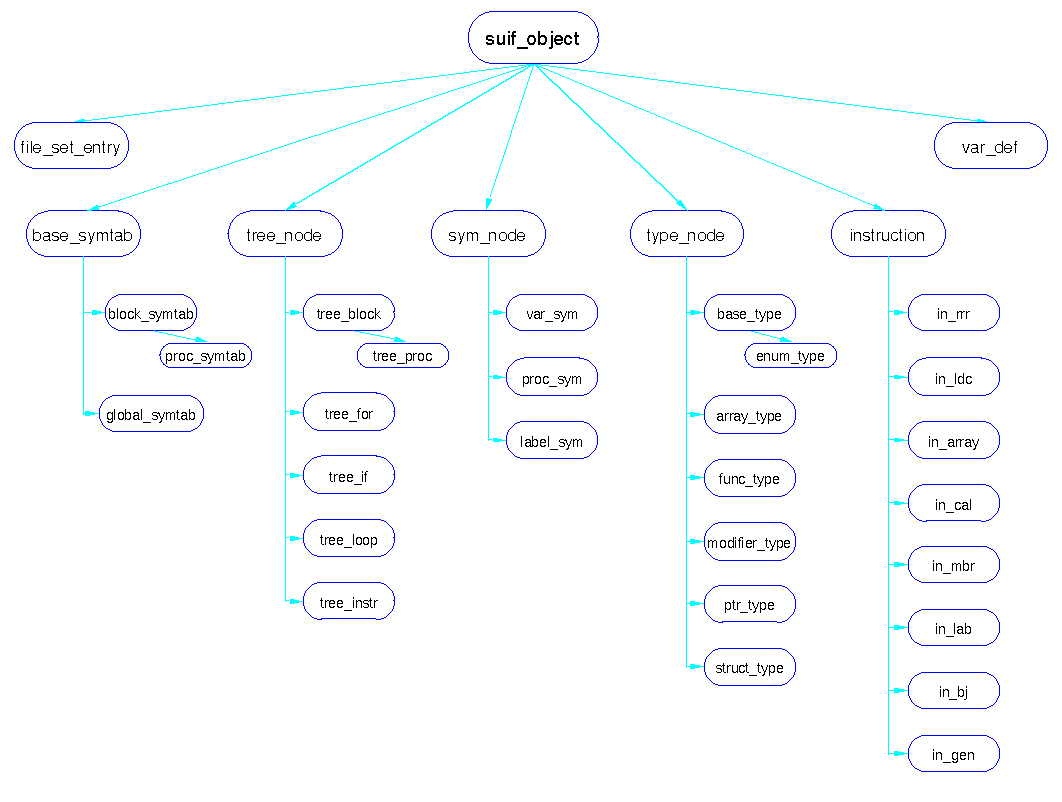 suif_object
file_set_entry
var_def
base_symtab
tree_node
sym_node
type_node
instruction
block_symtab
proc_symtab
global_symtab
tree_block
tree_proc
tree_for
tree_if
tree_loop
tree_instr
var_sym
proc_sym
label_sym
base_type
enum_type
array_type
func_type
modifier_type
ptr_type
struct_type
in_rrr
in_ldc
in_array
in_cal
in_mbr
in_lab
in_bj
in_gen